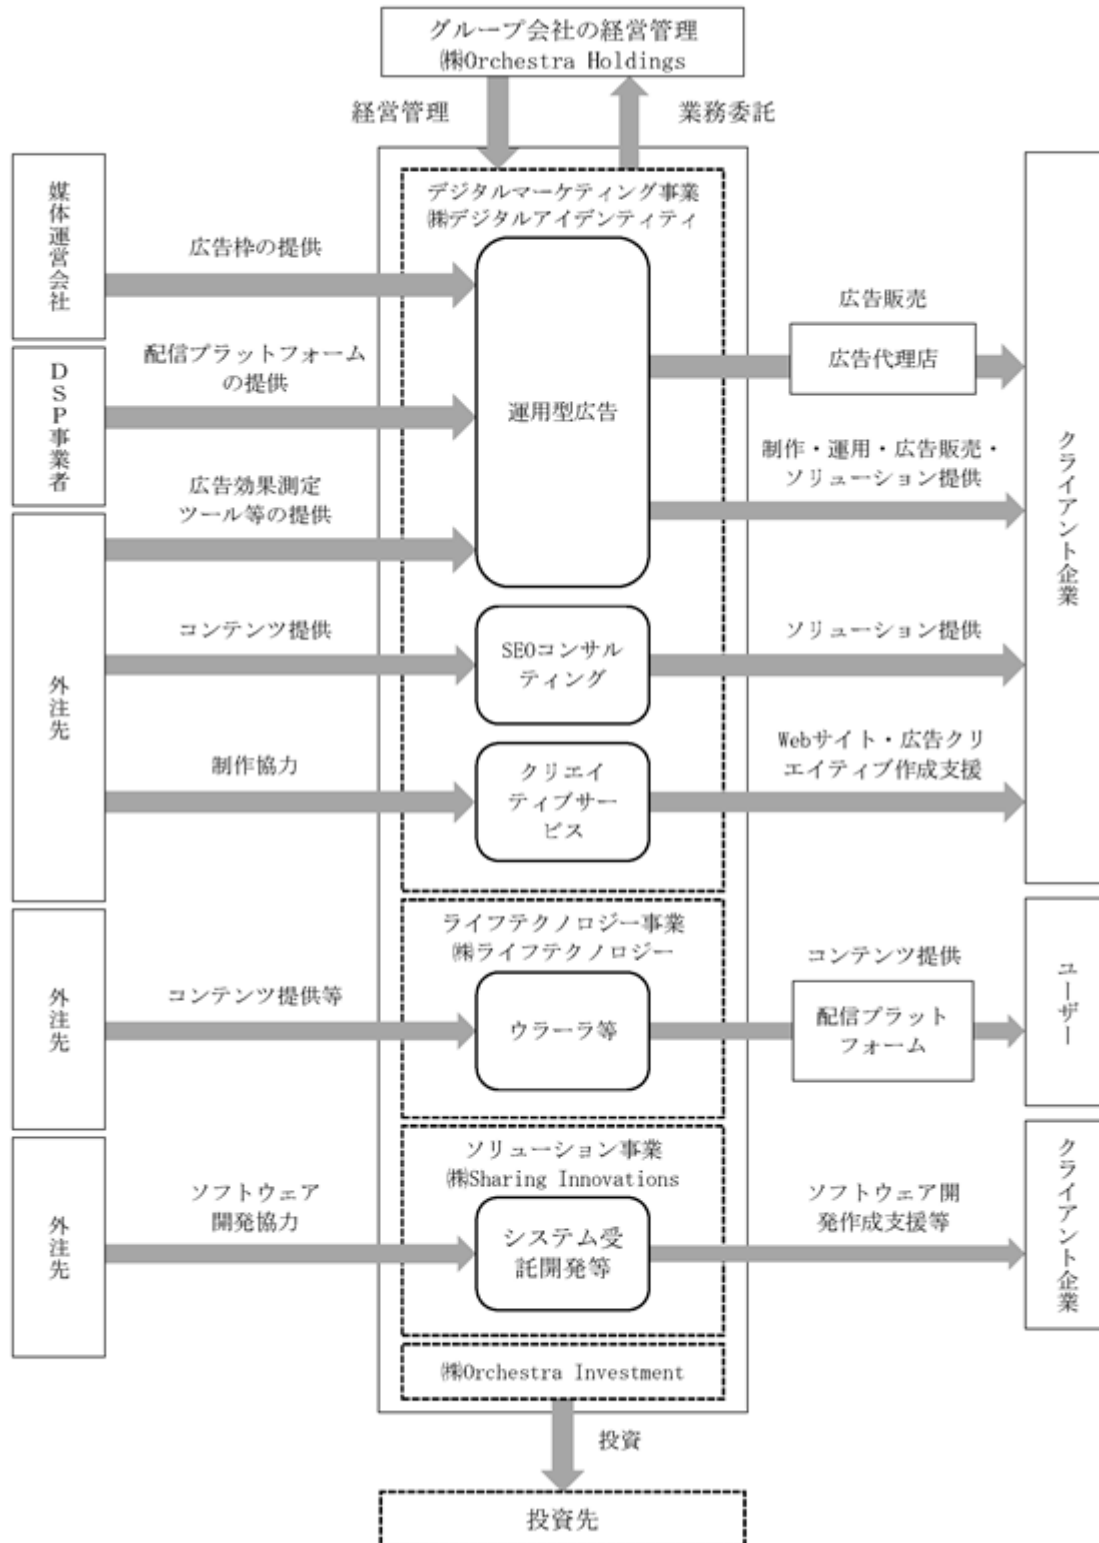 グループ会社の経営管理
㈱Orchestra Holdings
経営管理
業務委託
媒体運営会社
DSP事業者
外注先
外注先
外注先
広告枠の提供
配信プラットフォーム
の提供
広告効果測定
ツール等の提供
コンテンツ提供
制作協力
コンテンツ提供等
ソフトウェア
開発協力
デジタルマーケティング事業
㈱デジタルアイデンティティ
運用型広告
SEOコンサル
ティング
クリエイ
ティブサー
ビス
ライフテクノロジー事業
㈱ライフテクノロジー
ウラーラ等
ソリューション事業
㈱Sharing Innovations
システム受
託開発等
㈱Orchestra Investment
広告販売
広告代理店
制作・運用・広告販売・
ソリューション提供
ソリューション提供
Webサイト・広告クリ
エイティブ作成支援
コンテンツ提供
配信プラット
フォーム
ソフトウェア開
発作成支援等
クライアント企業
ユーザー
クライアント企業
投資
投資先